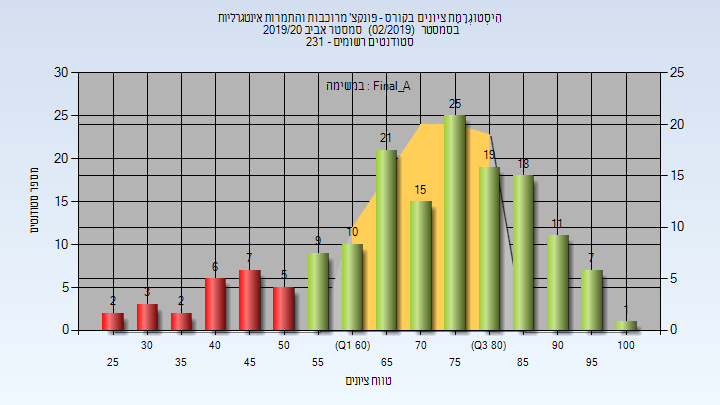 היסטוגרמת ציונים בקורס - פונקצ' מרוכבות והתמרות אינטגרליות
בסמסטר (02/2019) סמסטר אביב 2019/20
סטודנטים רשומים - 231
במשימה : Final_A
30 25 20 15 10 5 0
מספר סטודנטים
25 20 15 10 5 0
2 3 2 6 7 5 9 10 21 15 25 19 18 11 7 1
30 40 50 (Q1 60) 70 (Q3 80) 90 100
25 35 45 55 65 75 85 95
טווח ציונים